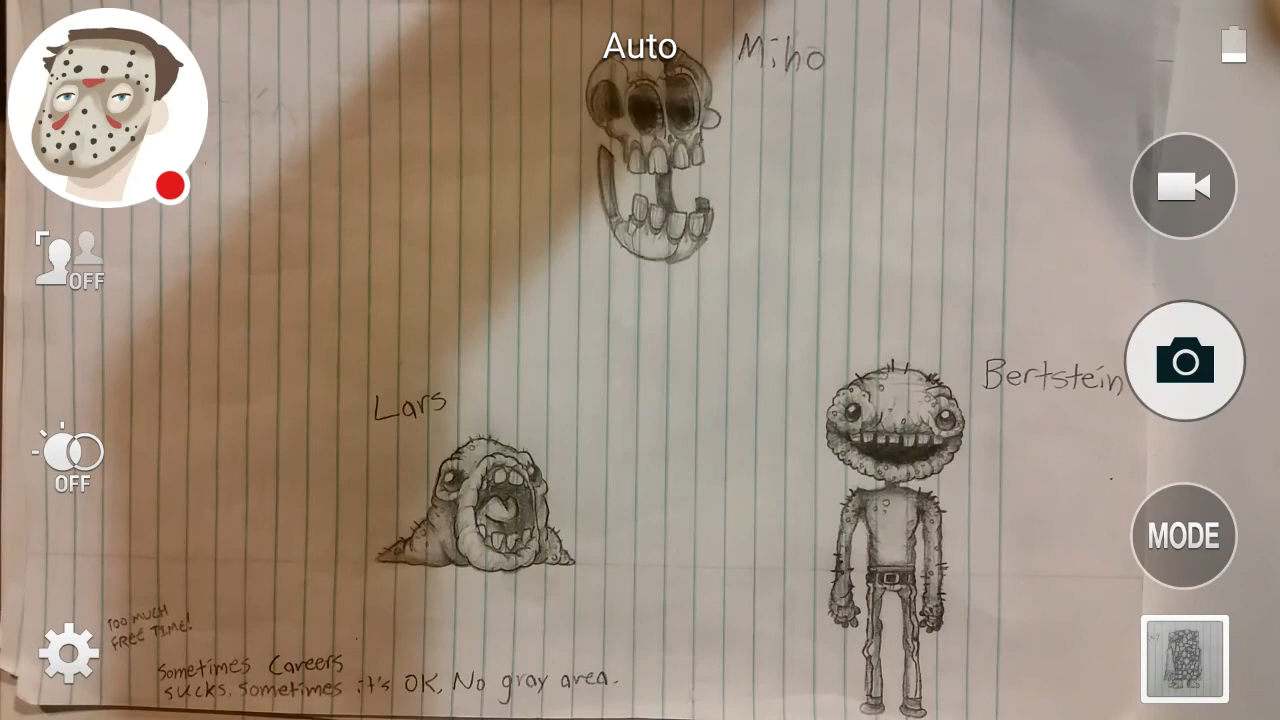 Auto
Miho
OFF
Bertstein
Lars
OFF
MODE
TOO MUCH
FREE TIME!
Sometimes Careers
sucks. Sometimes it's OK, No gray area.